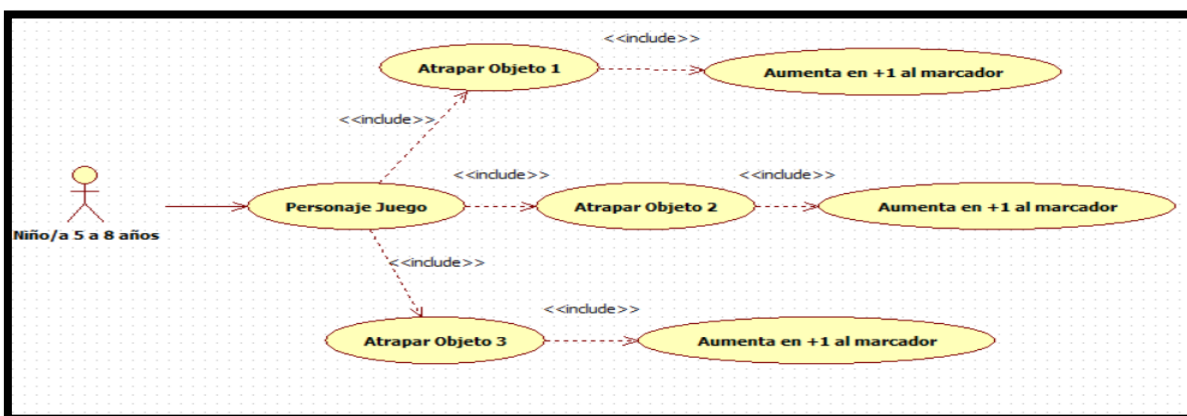 <<include>>
Atrapar Objeto 1
Aumenta en +1 al marcador
<<include>>
<<include>>
<<include>>
Personaje Juego
Atrapar Objeto 2
Aumenta en +1 al marcador
Niño/a 5 a 8 años
<<include>>
<<include>>
Atrapar Objeto 3
Aumenta en +1 al marcador